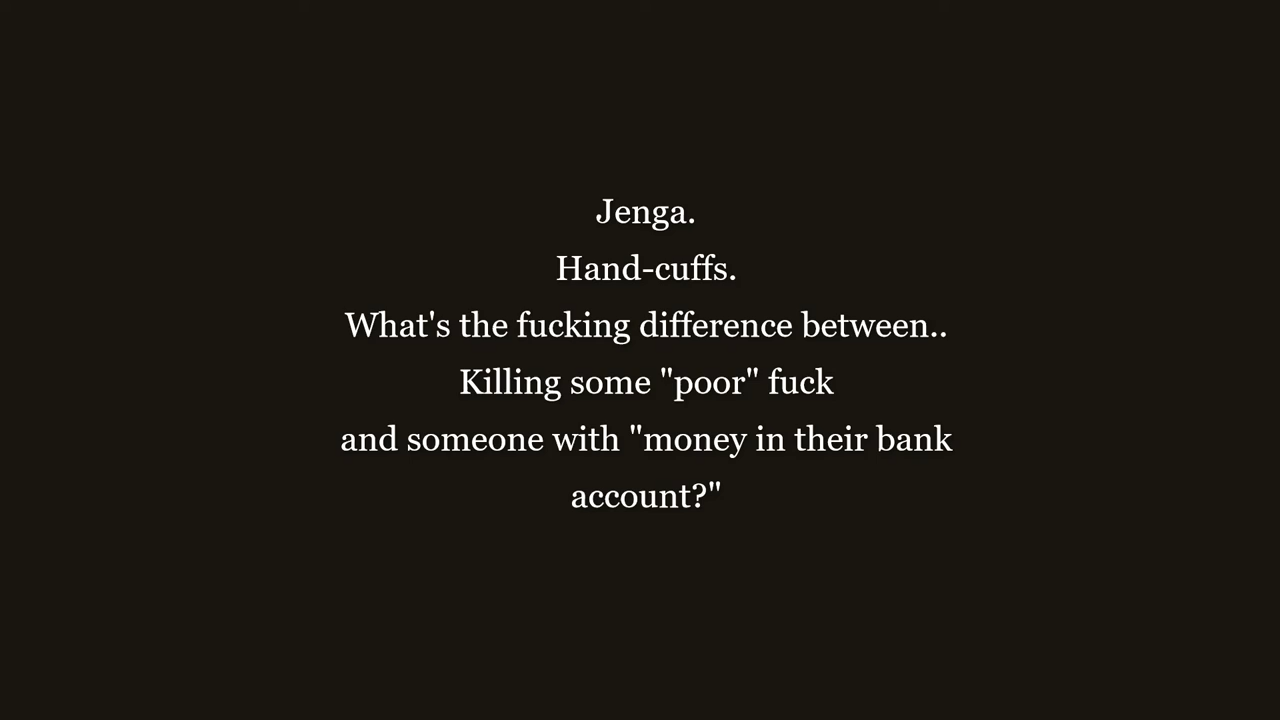 Jenga.
Hand-cuffs.
What's the fucking difference between..
Killing some "poor" fuck
and someone with "money in their bank
account?"